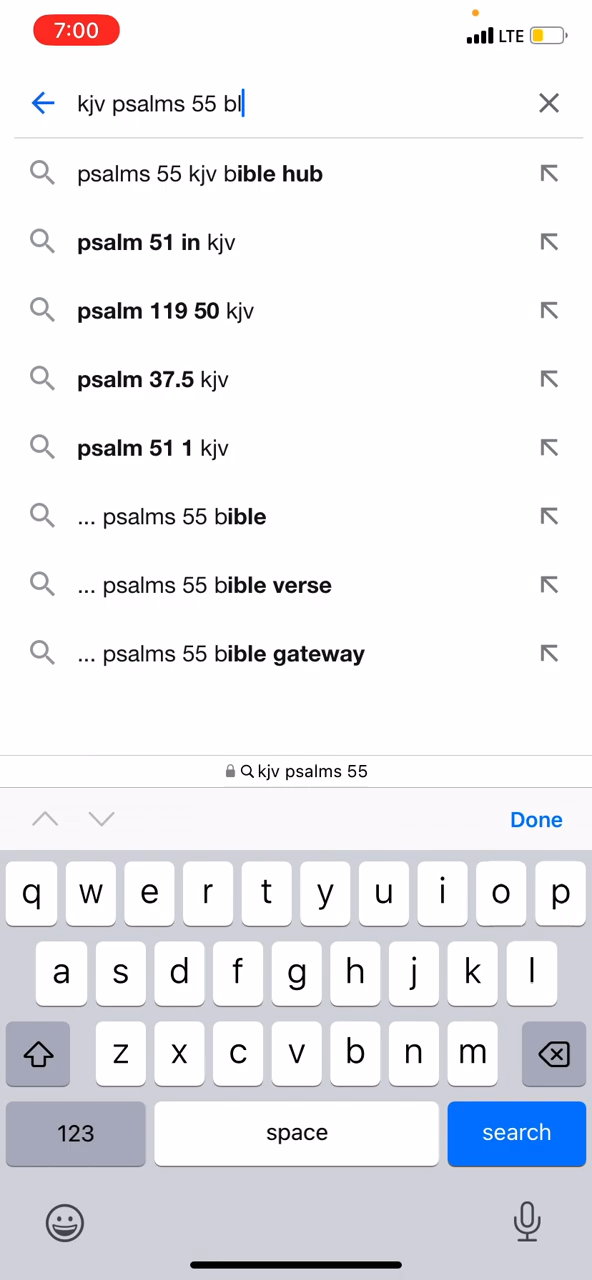 7:00
LTE
kjv psalms 55 bl
psalms 55 kjv bible hub
psalm 51 in kjv
psalm 119 50 kjv
psalm 37.5 kjv
psalm 51 1 kjv
... psalms 55 bible
... psalms 55 bible verse
... psalms 55 bible gateway
kjv psalms 55
Done
q w e r t y u i o p
a s d f g h j k l
z x c v b n m
123 space search